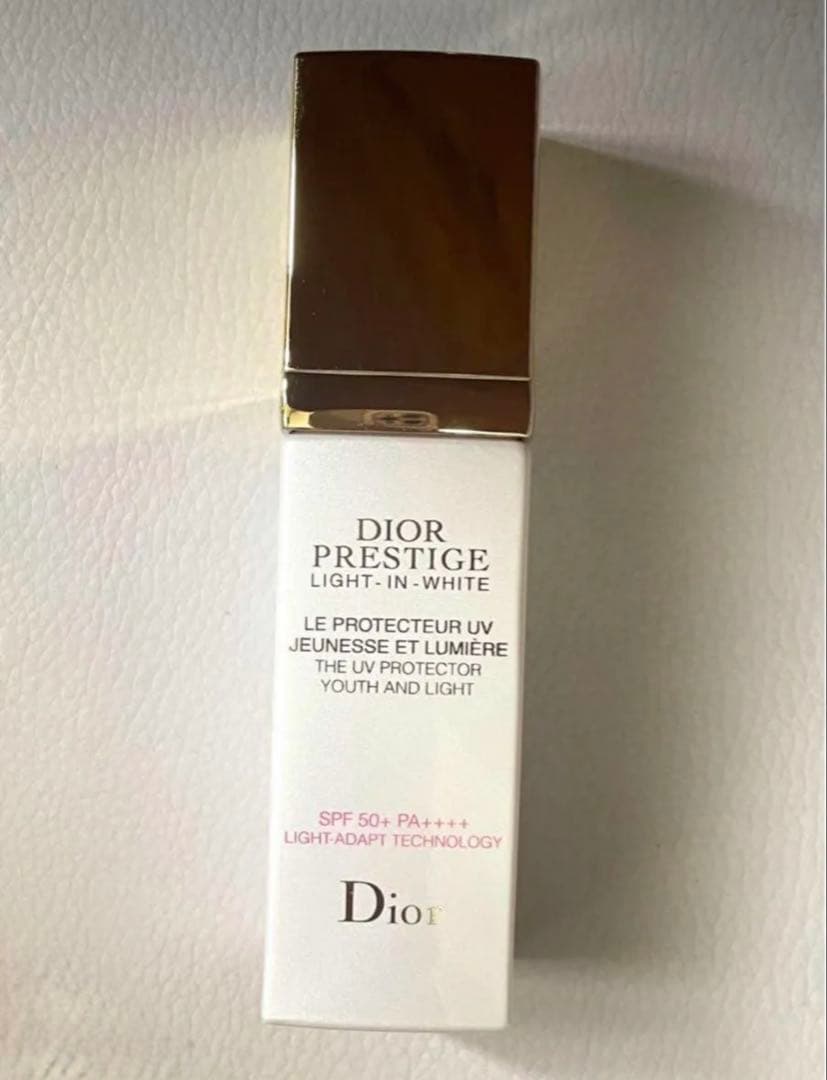 DIOR
PRESTIGE
LIGHT-IN-WHITE
LE PROTECTEUR UV
JEUNESSE ET LUMIÈRE
THE UV PROTECTOR
YOUTH AND LIGHT
SPF 50+ PA++++
LIGHT-ADAPT TECHNOLOGY
Dior